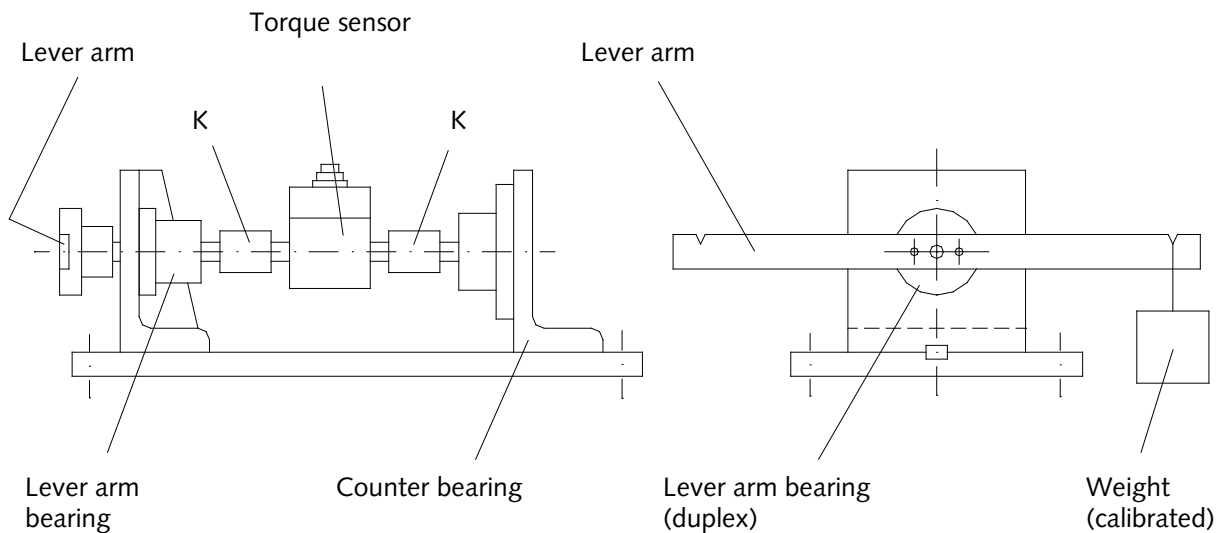 Torque sensor
Lever arm
Lever arm
K
K
Lever arm
bearing
Counter bearing
Lever arm bearing
(duplex)
Weight
(calibrated)